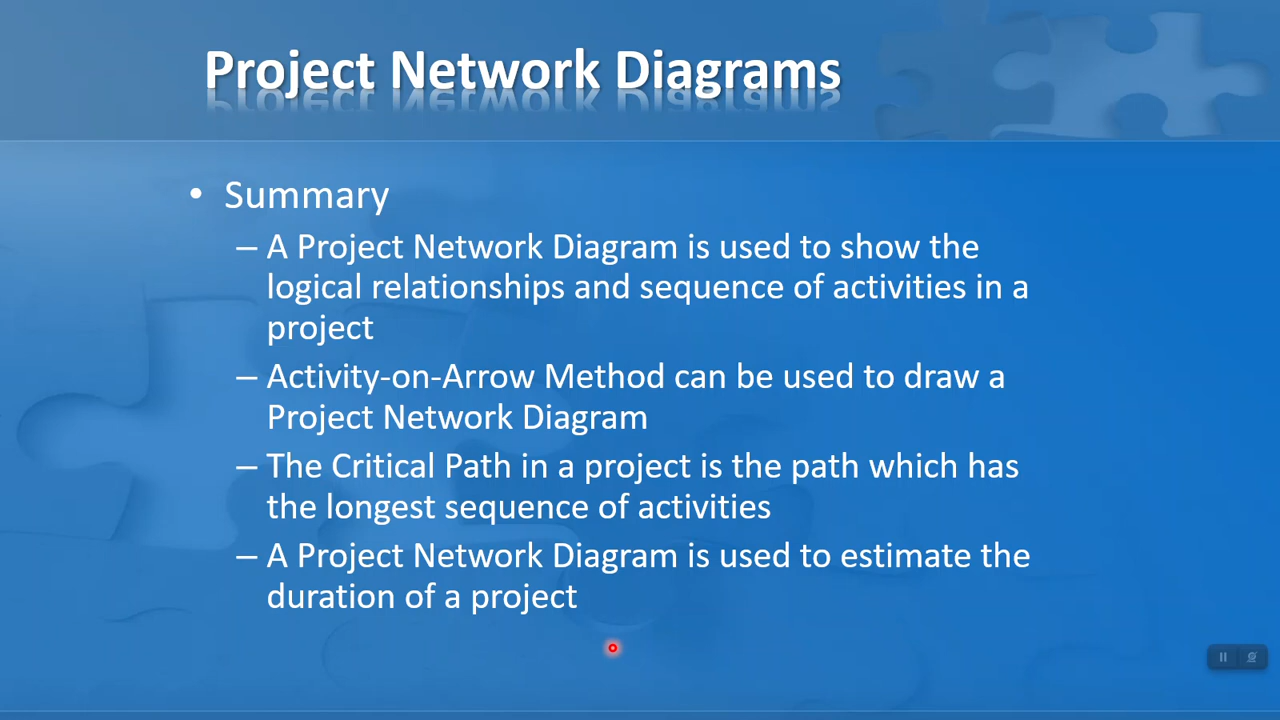 Project Network Diagrams
• Summary
– A Project Network Diagram is used to show the
logical relationships and sequence of activities in a
project
– Activity-on-Arrow Method can be used to draw a
Project Network Diagram
– The Critical Path in a project is the path which has
the longest sequence of activities
– A Project Network Diagram is used to estimate the
duration of a project